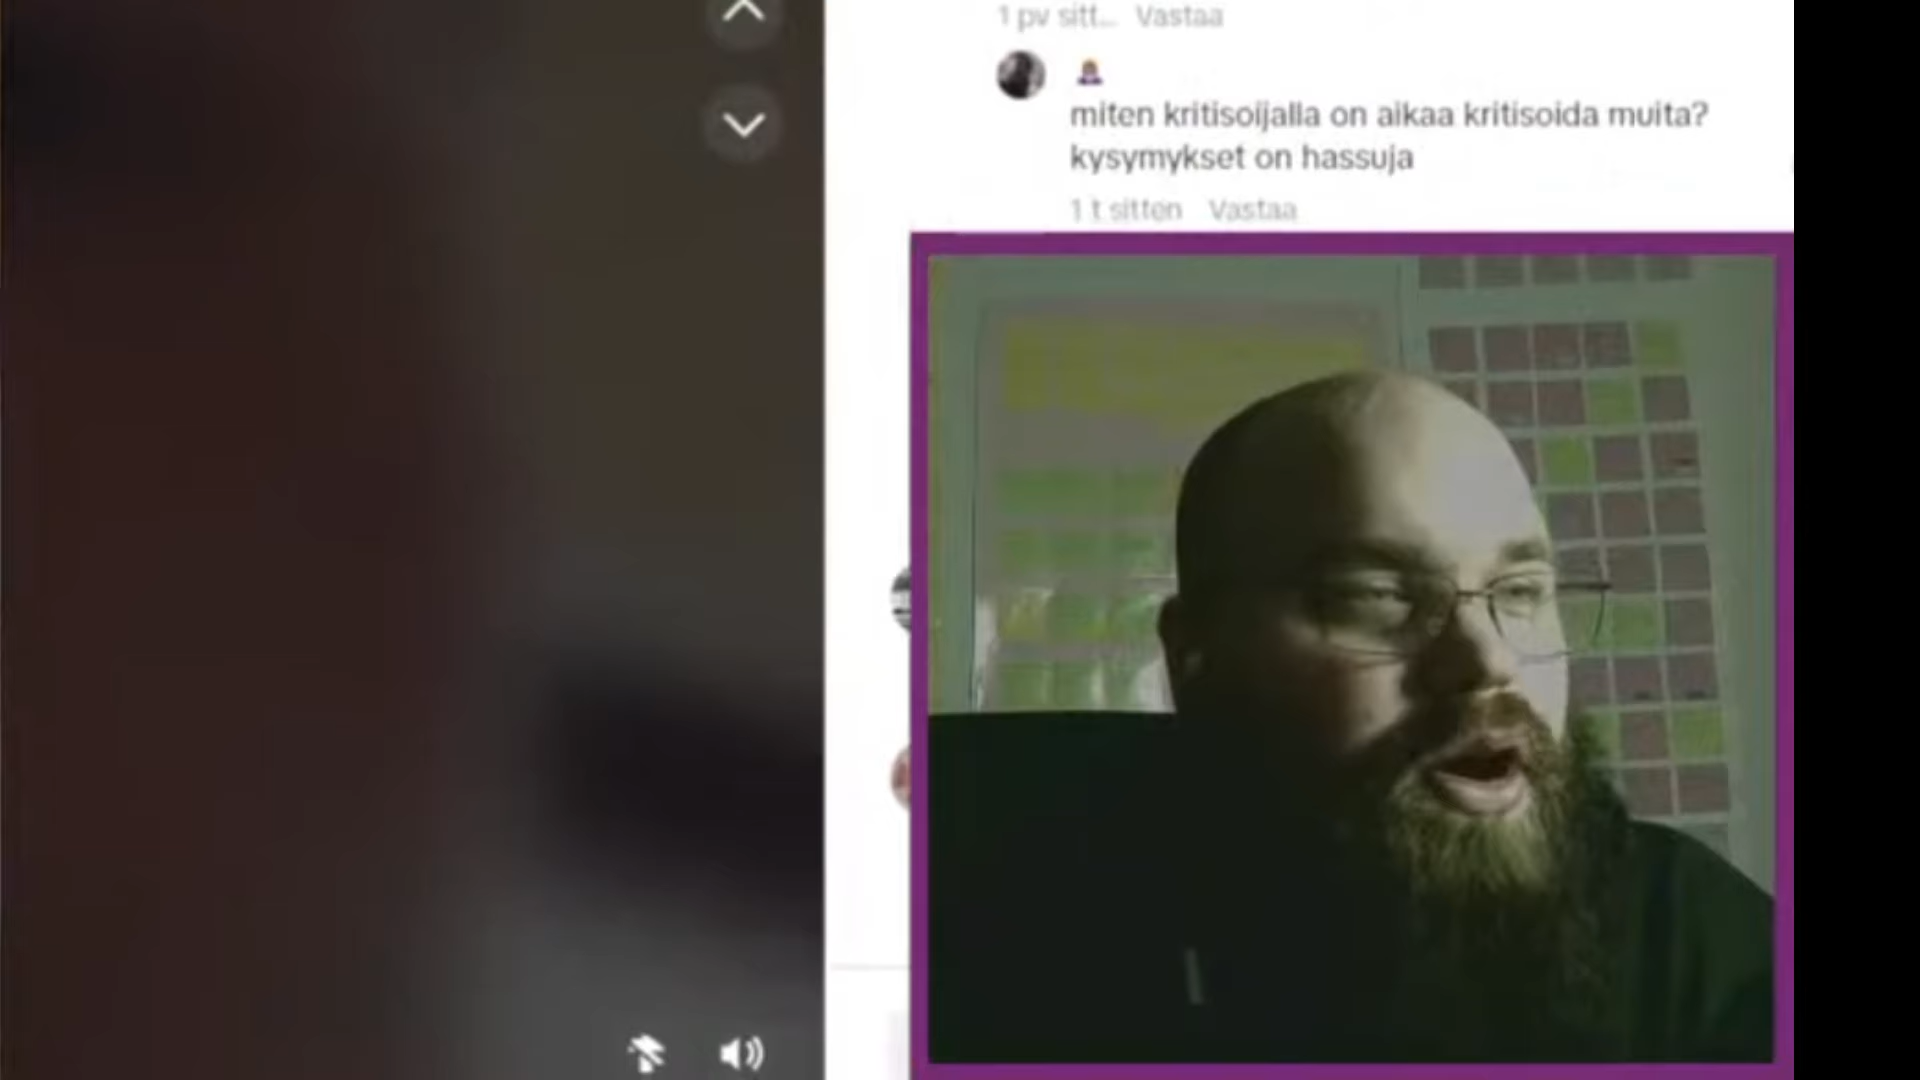 1 pv sitt... Vastaa
miten kritisoijalla on aikaa kritisoida muita?
kysymykset on hassuja
1 t sitten Vastaa